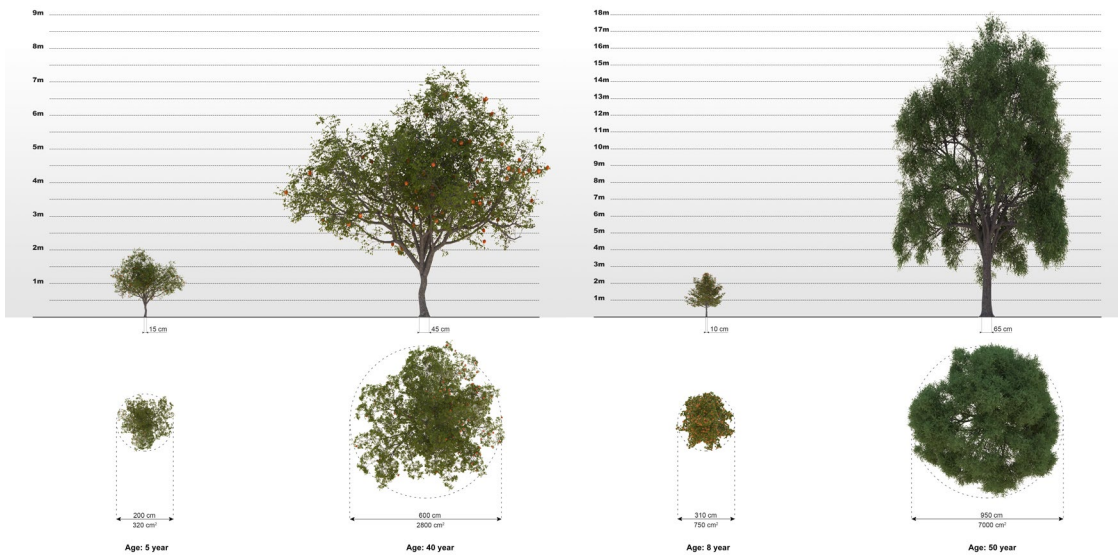 9m
8m
7m
6m
5m
4m
3m
2m
1m
15 cm
45 cm
200 cm
320 cm²
600 cm
2800 cm²
Age: 5 year
Age: 40 year
18m
17m
16m
15m
14m
13m
12m
11m
10m
9m
8m
7m
6m
5m
4m
3m
2m
1m
10 cm
65 cm
310 cm
750 cm²
950 cm
7000 cm²
Age: 8 year
Age: 50 year